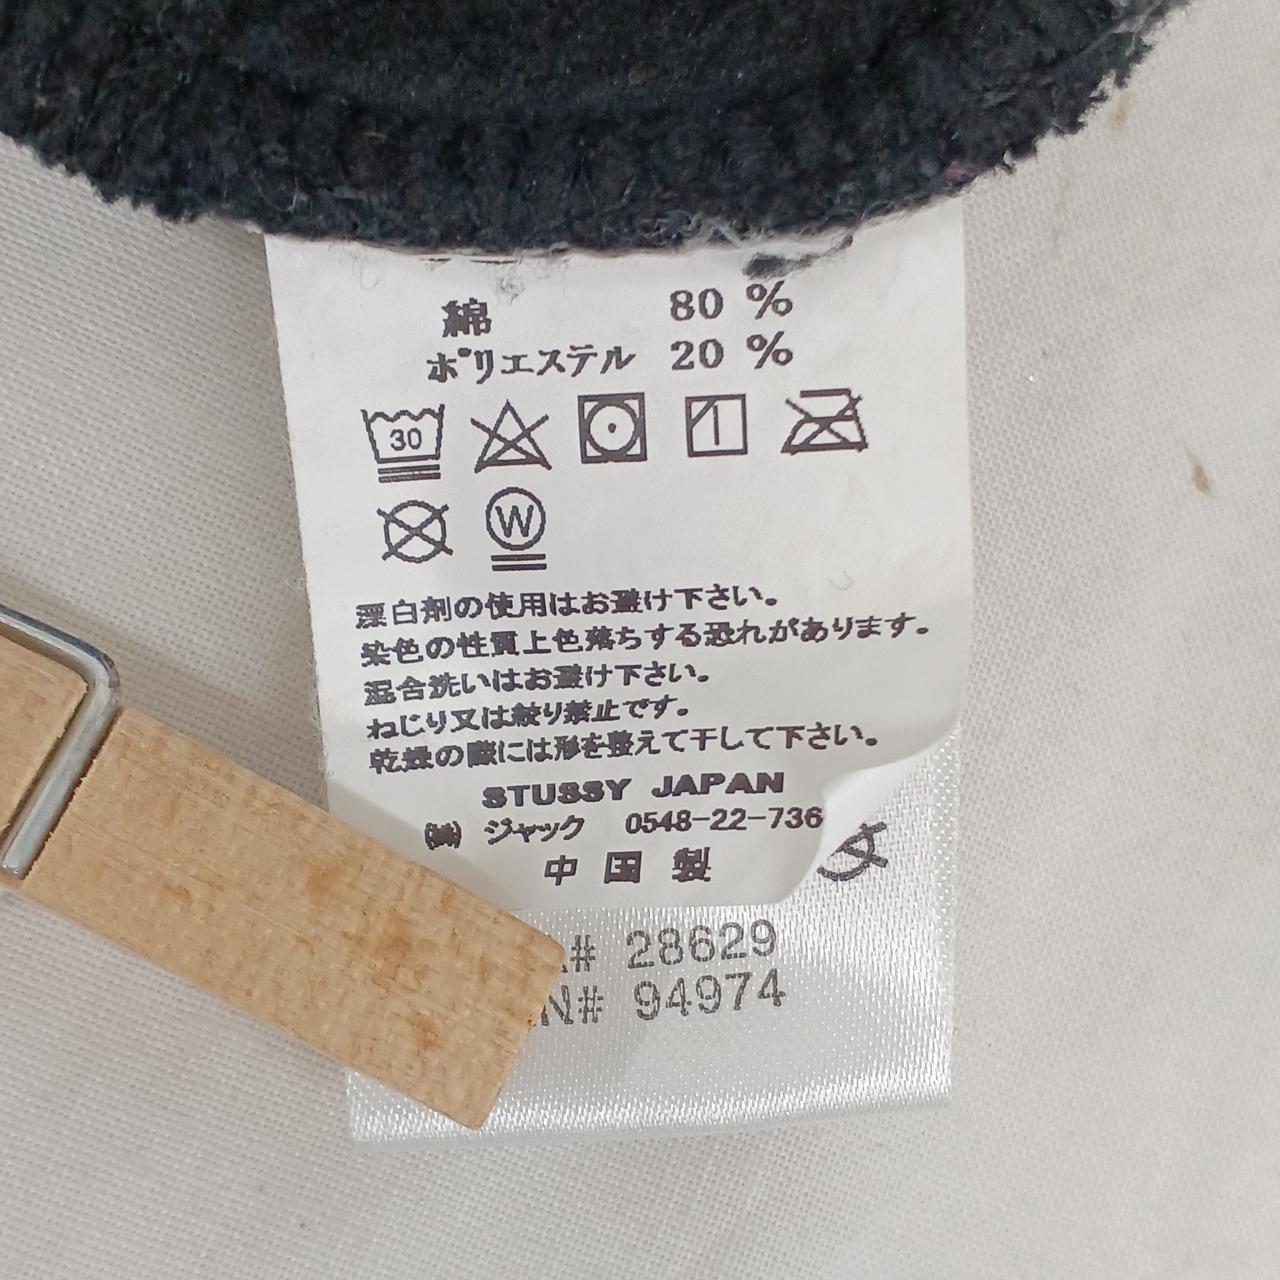 綿 80 %
ポリエステル 20 %
30
W
漂白剤の使用はお避け下さい。
染色の性質上色落ちする恐れがあります。
混合洗いはお避け下さい。
ねじり又は絞り禁止です。
乾燥の際には形を整えて干して下さい。
STUSSY JAPAN
㈱ ジャック 0548-22-736
中国製
# 28629
N# 94974